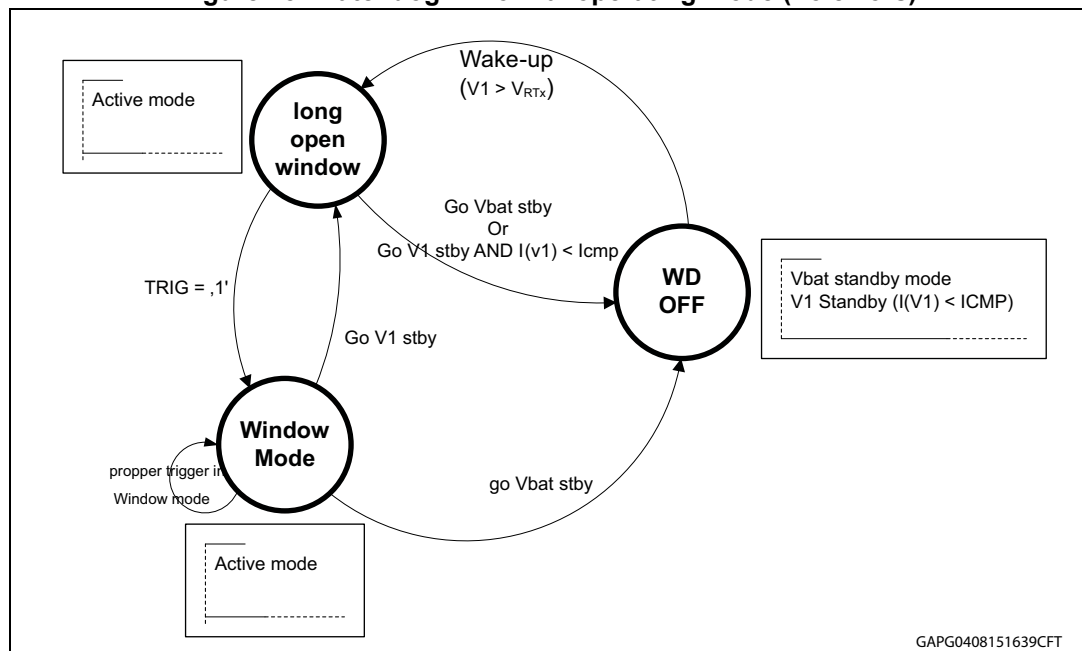 Wake-up
(V1 > VRTx)
Active mode
long
open
window
Go Vbat stby
Or
Go V1 stby AND I(v1) < Icmp
WD
OFF
Vbat standby mode
V1 Standby (I(V1) < ICMP)
TRIG = ,1'
Go V1 stby
Window
Mode
propper trigger in
Window mode
go Vbat stby
Active mode
GAPG0408151639CFT